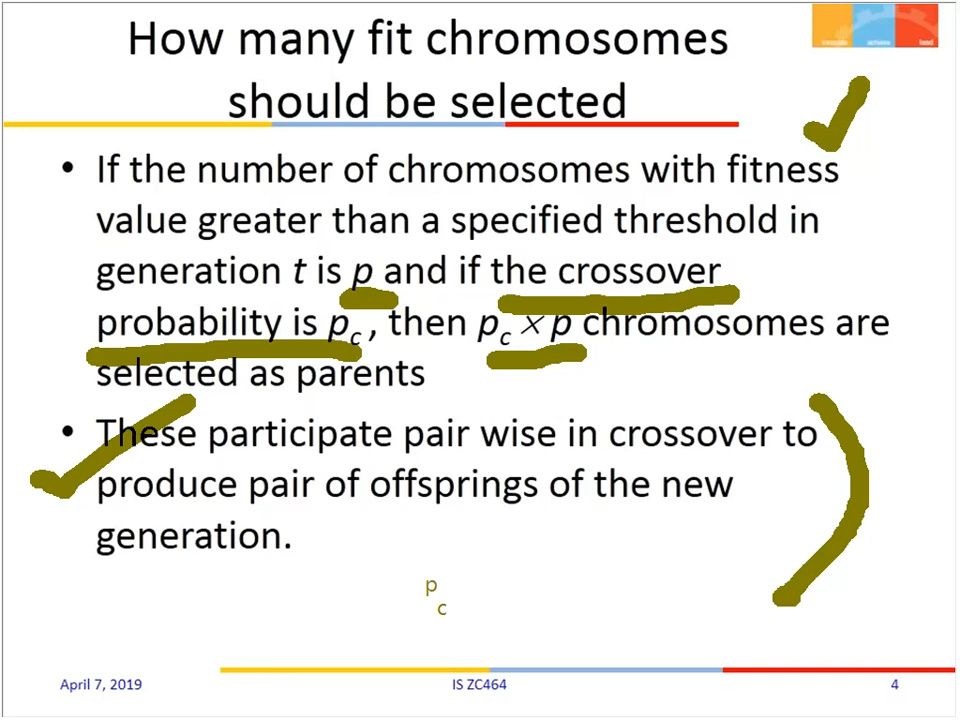 How many fit chromosomes
should be selected
• If the number of chromosomes with fitness
value greater than a specified threshold in
generation t is p and if the crossover
probability is pc , then pc × p chromosomes are
selected as parents
• These participate pair wise in crossover to
produce pair of offsprings of the new
generation.
p
c
April 7, 2019
IS ZC464
4